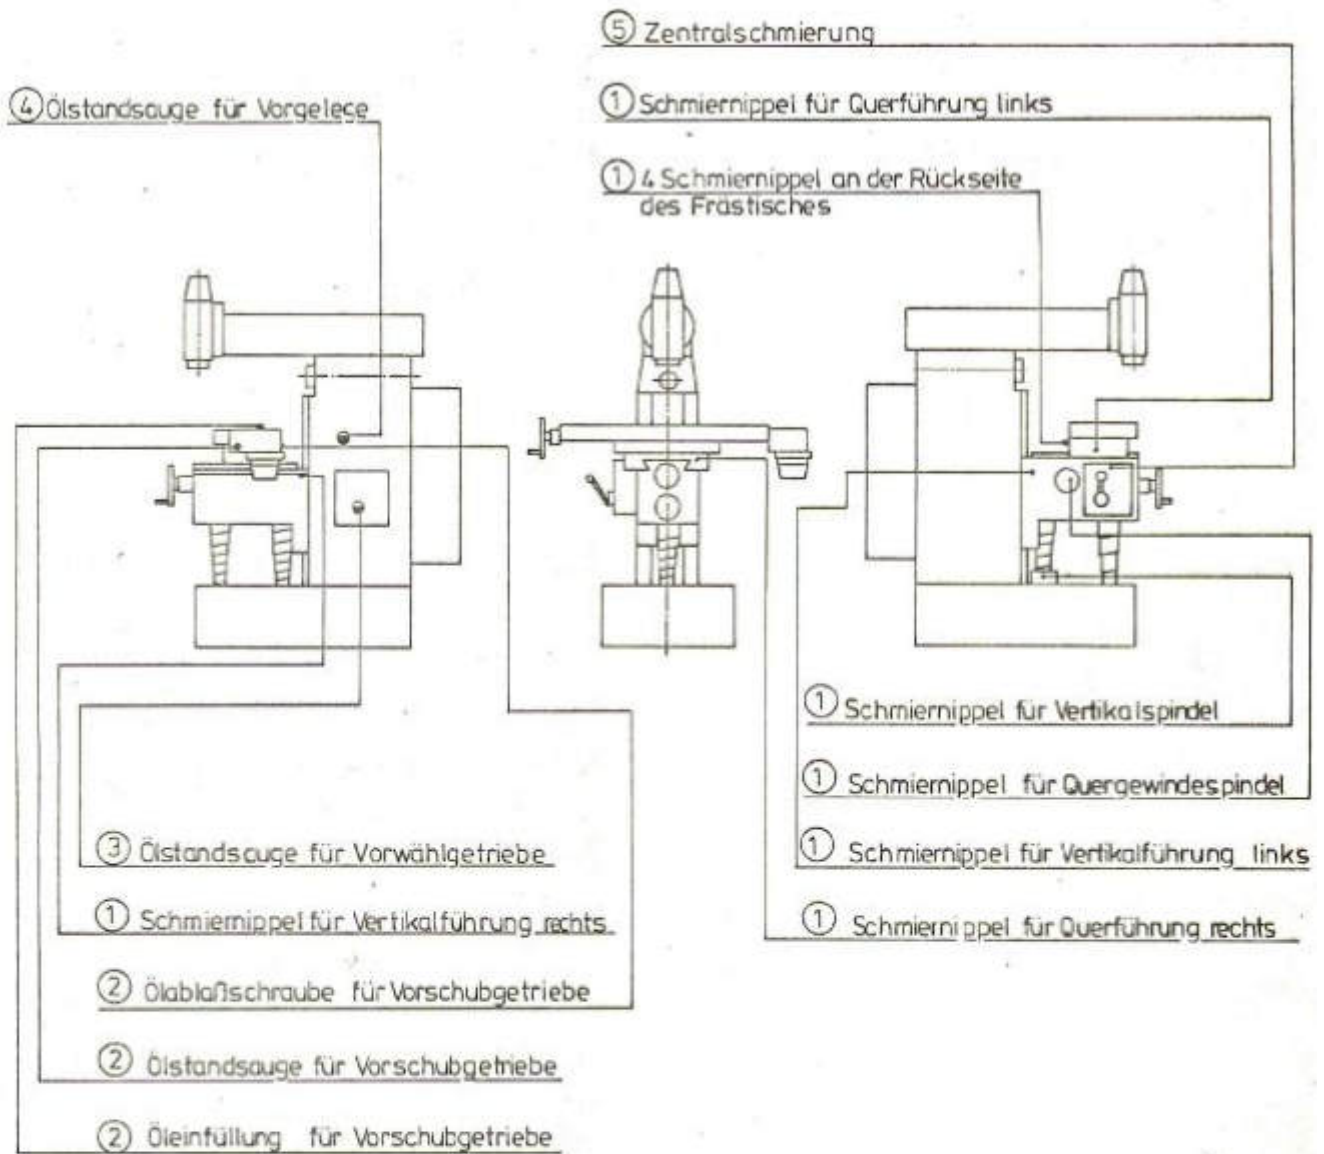 ⑤ Zentralschmierung
④ Ölstandsauge für Vorgelege
① Schmiernippel für Querführung links
① 4 Schmiernippel an der Rückseite
des Frästisches
① Schmiernippel für Vertikalspindel
① Schmiernippel für Quergewindespindel
① Schmiernippel für Vertikalführung links
① Schmiernippel für Querführung rechts
③ Ölstandsauge für Vorwählgetriebe
① Schmiernippel für Vertikalführung rechts
② Ölablaßschraube für Vorschubgetriebe
② Ölstandsauge für Vorschubgetriebe
② Öleinfüllung für Vorschubgetriebe